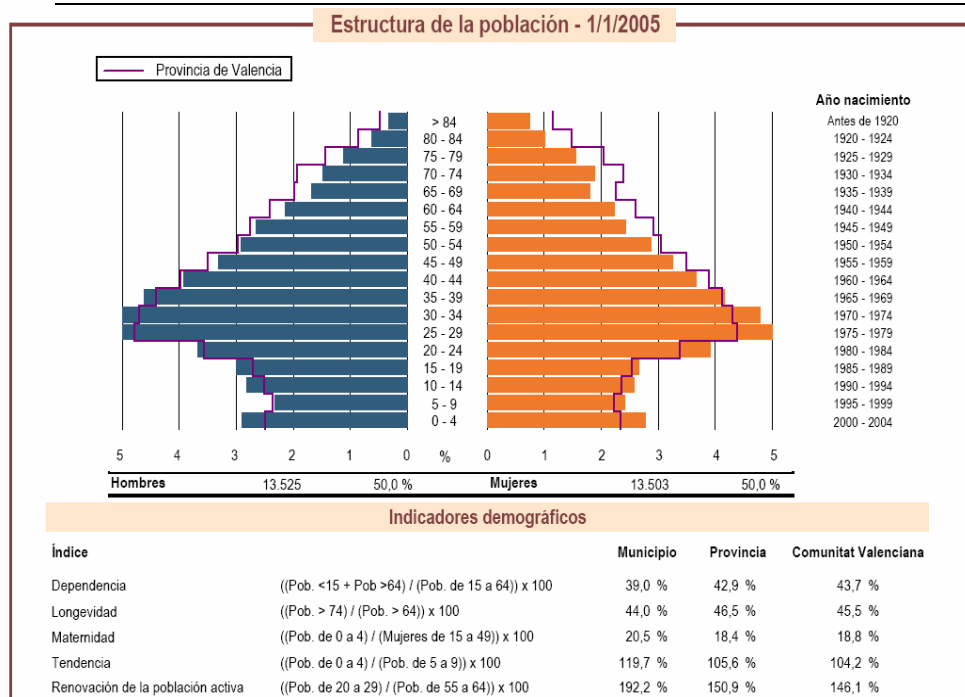 Estructura de la población - 1/1/2005
Provincia de Valencia
Año nacimiento
> 84 Antes de 1920
80 - 84 1920 - 1924
75 - 79 1925 - 1929
70 - 74 1930 - 1934
65 - 69 1935 - 1939
60 - 64 1940 - 1944
55 - 59 1945 - 1949
50 - 54 1950 - 1954
45 - 49 1955 - 1959
40 - 44 1960 - 1964
35 - 39 1965 - 1969
30 - 34 1970 - 1974
25 - 29 1975 - 1979
20 - 24 1980 - 1984
15 - 19 1985 - 1989
10 - 14 1990 - 1994
5 - 9 1995 - 1999
0 - 4 2000 - 2004
5 4 3 2 1 0 % 0 1 2 3 4 5
Hombres 13.525 50,0 % Mujeres 13.503 50,0 %
Indicadores demográficos
Índice Municipio Provincia Comunitat Valenciana
Dependencia ((Pob. <15 + Pob >64) / (Pob. de 15 a 64)) x 100 39,0 % 42,9 % 43,7 %
Longevidad ((Pob. > 74) / (Pob. > 64)) x 100 44,0 % 46,5 % 45,5 %
Maternidad ((Pob. de 0 a 4) / (Mujeres de 15 a 49)) x 100 20,5 % 18,4 % 18,8 %
Tendencia ((Pob. de 0 a 4) / (Pob. de 5 a 9)) x 100 119,7 % 105,6 % 104,2 %
Renovación de la población activa ((Pob. de 20 a 29) / (Pob. de 55 a 64)) x 100 192,2 % 150,9 % 146,1 %